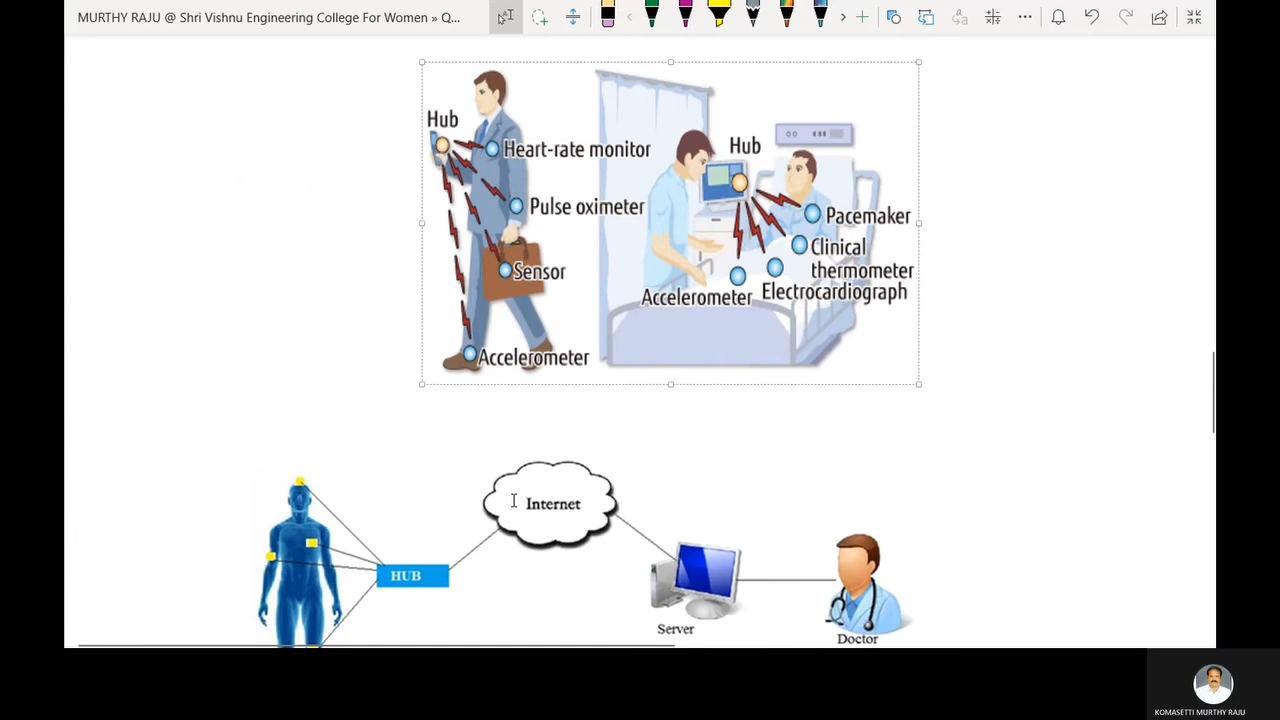 MURTHY RAJU @ Shri Vishnu Engineering College For Women » Q...
Hub
Heart-rate monitor
Pulse oximeter
Sensor
Accelerometer
Hub
Pacemaker
Clinical
thermometer
Electrocardiograph
Accelerometer
Internet
HUB
Server
Doctor
KOMASETTI MURTHY RAJU